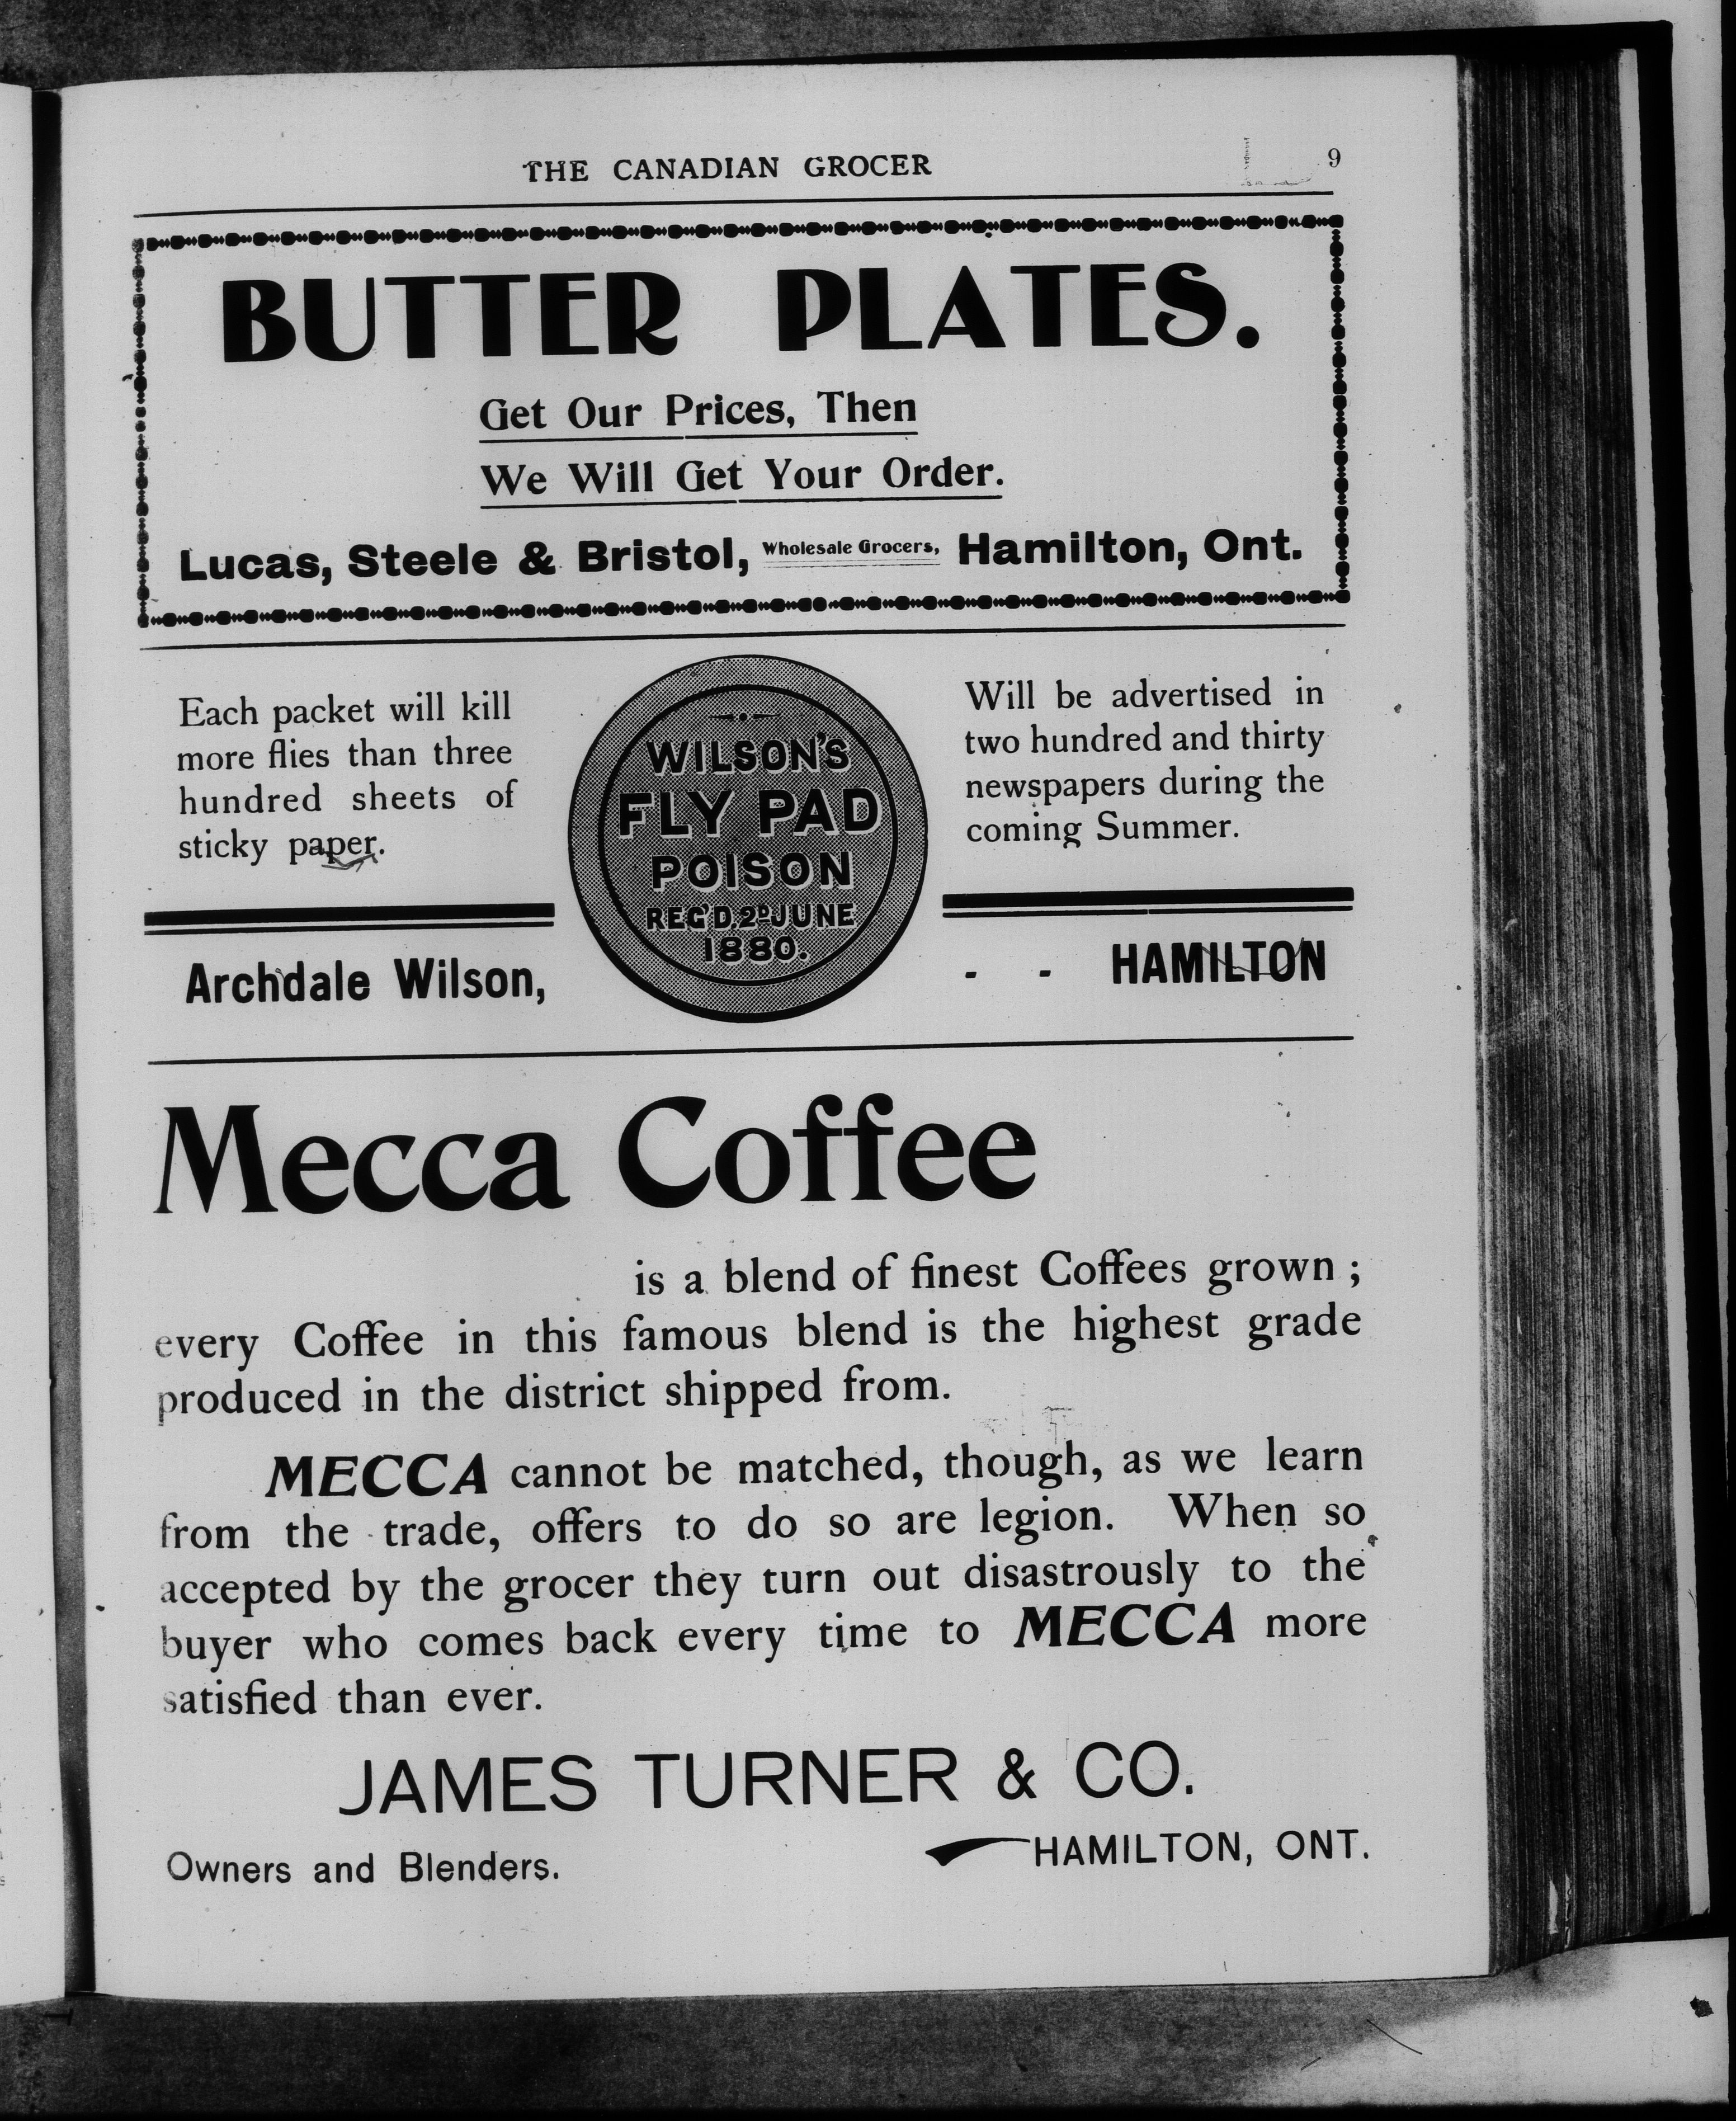 THE CANADIAN GROCER 9
BUTTER PLATES.
Get Our Prices, Then
We Will Get Your Order.
Lucas, Steele & Bristol, Wholesale Grocers, Hamilton, Ont.
Each packet will kill
more flies than three
hundred sheets of
sticky paper.
WILSON'S
FLY PAD
POISON
REG'D. 2D JUNE
1880.
Will be advertised in
two hundred and thirty
newspapers during the
coming Summer.
Archdale Wilson, - - HAMILTON
Mecca Coffee
is a blend of finest Coffees grown ;
every Coffee in this famous blend is the highest grade
produced in the district shipped from.
MECCA cannot be matched, though, as we learn
from the trade, offers to do so are legion. When so
accepted by the grocer they turn out disastrously to the
buyer who comes back every time to MECCA more
satisfied than ever.
JAMES TURNER & CO.
Owners and Blenders. HAMILTON, ONT.